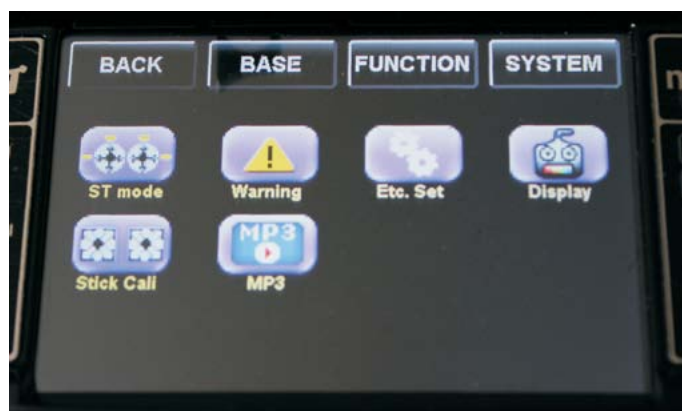 BACK BASE FUNCTION SYSTEM
ST mode Warning Etc. Set Display
MP3
Stick Cali MP3